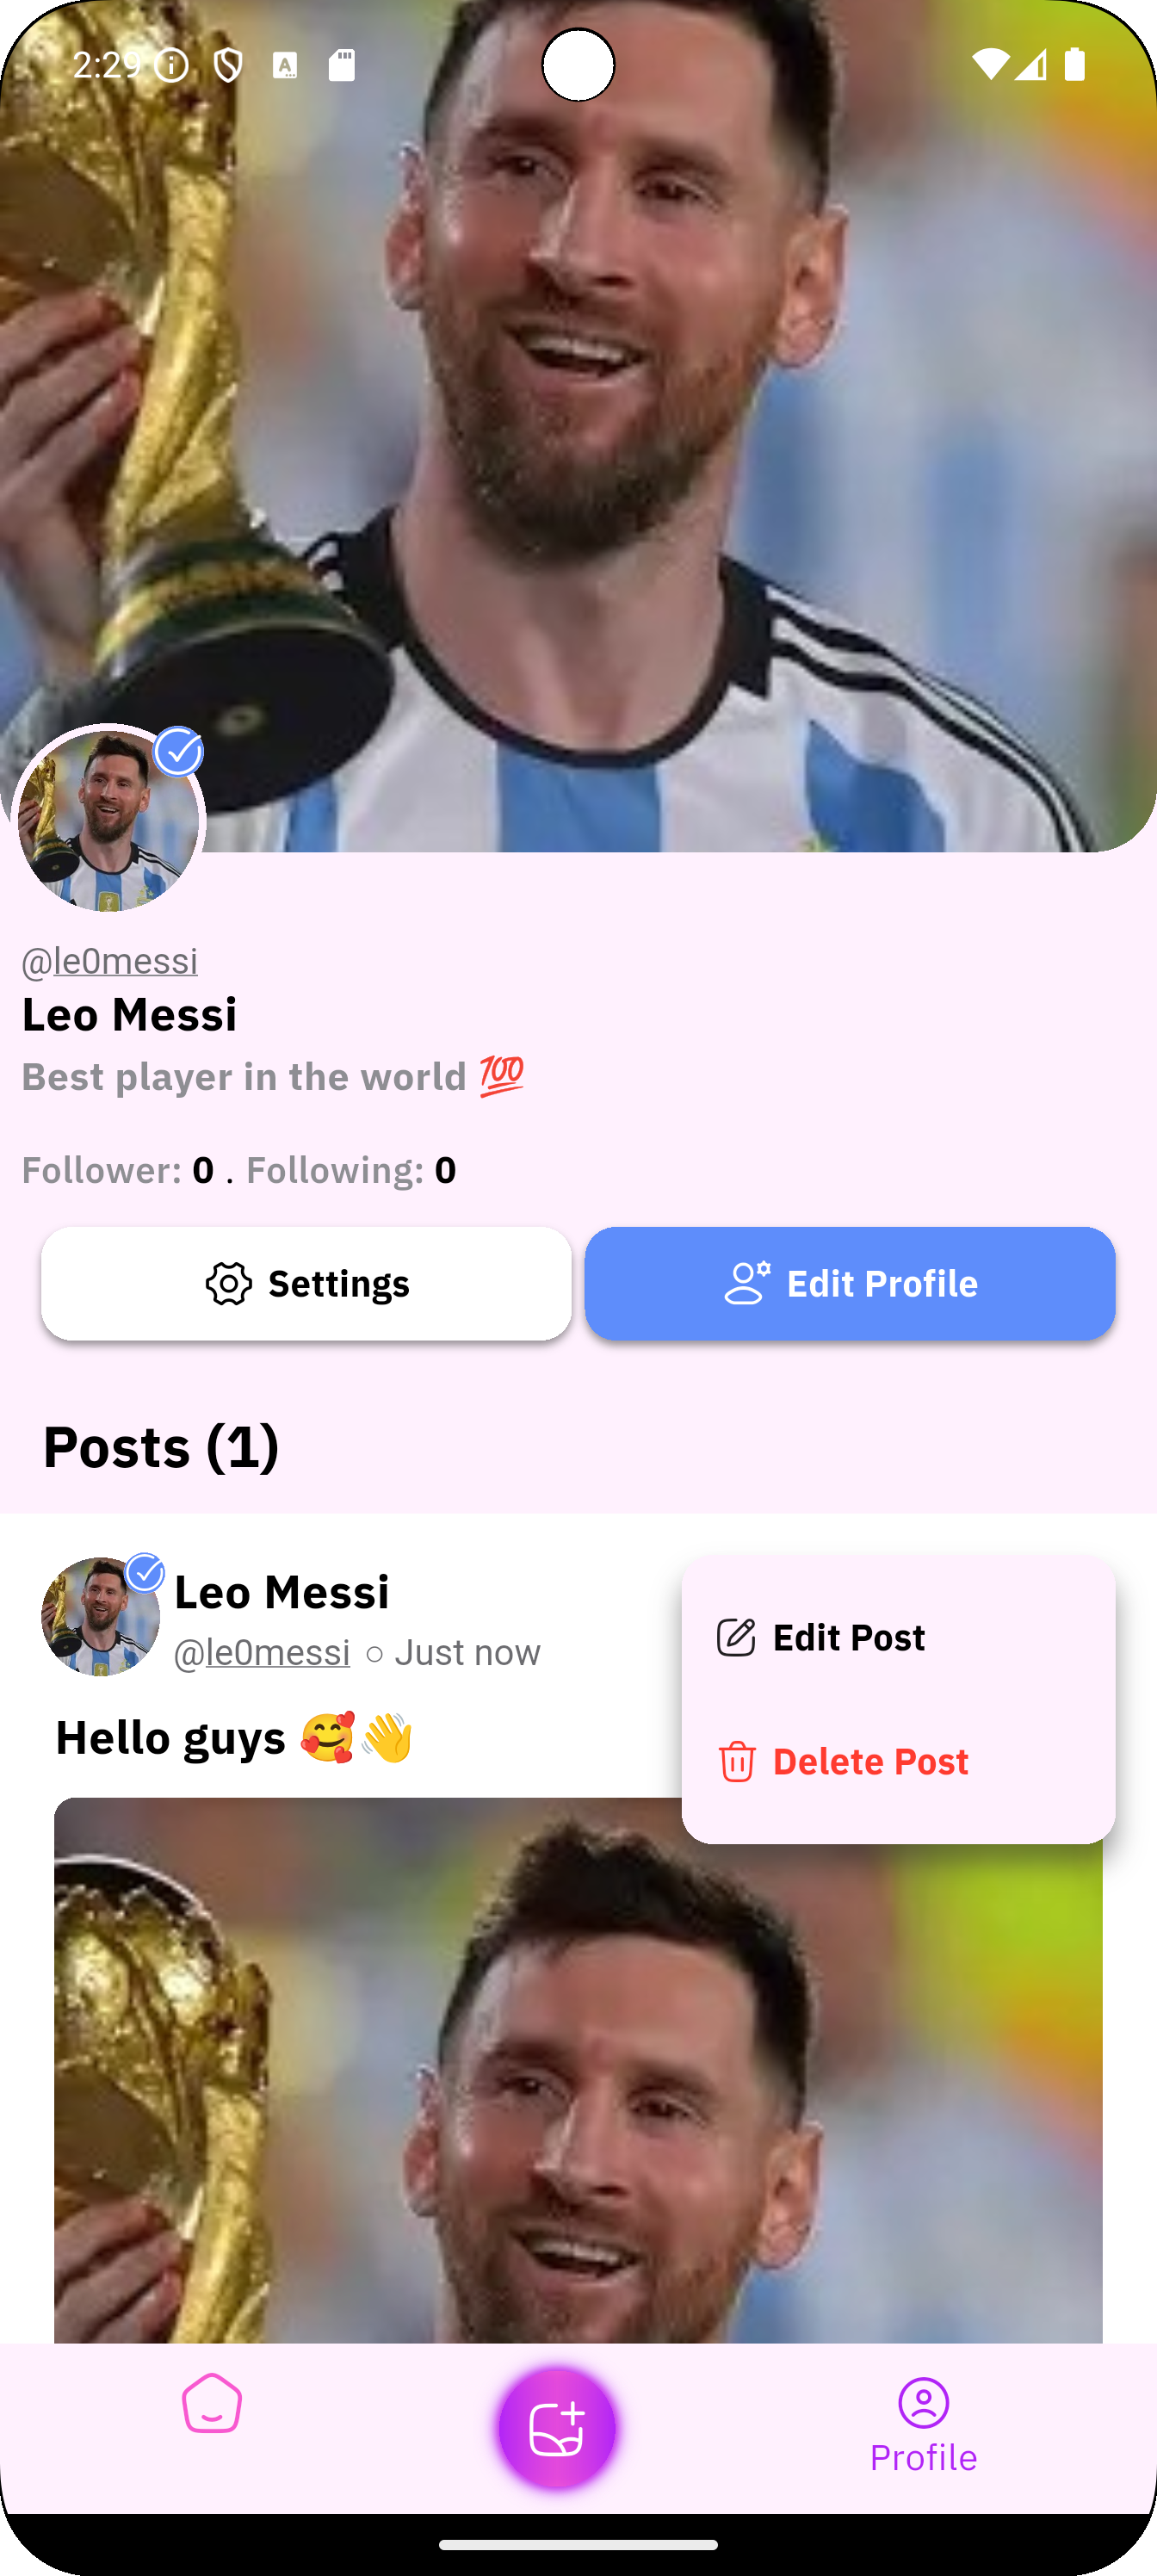 2:29
@le0messi
Leo Messi
Best player in the world 💯
Follower: 0 . Following: 0
Settings
Edit Profile
Posts (1)
Leo Messi
@le0messi ○ Just now
Hello guys 🥰👋
Edit Post
Delete Post
Profile